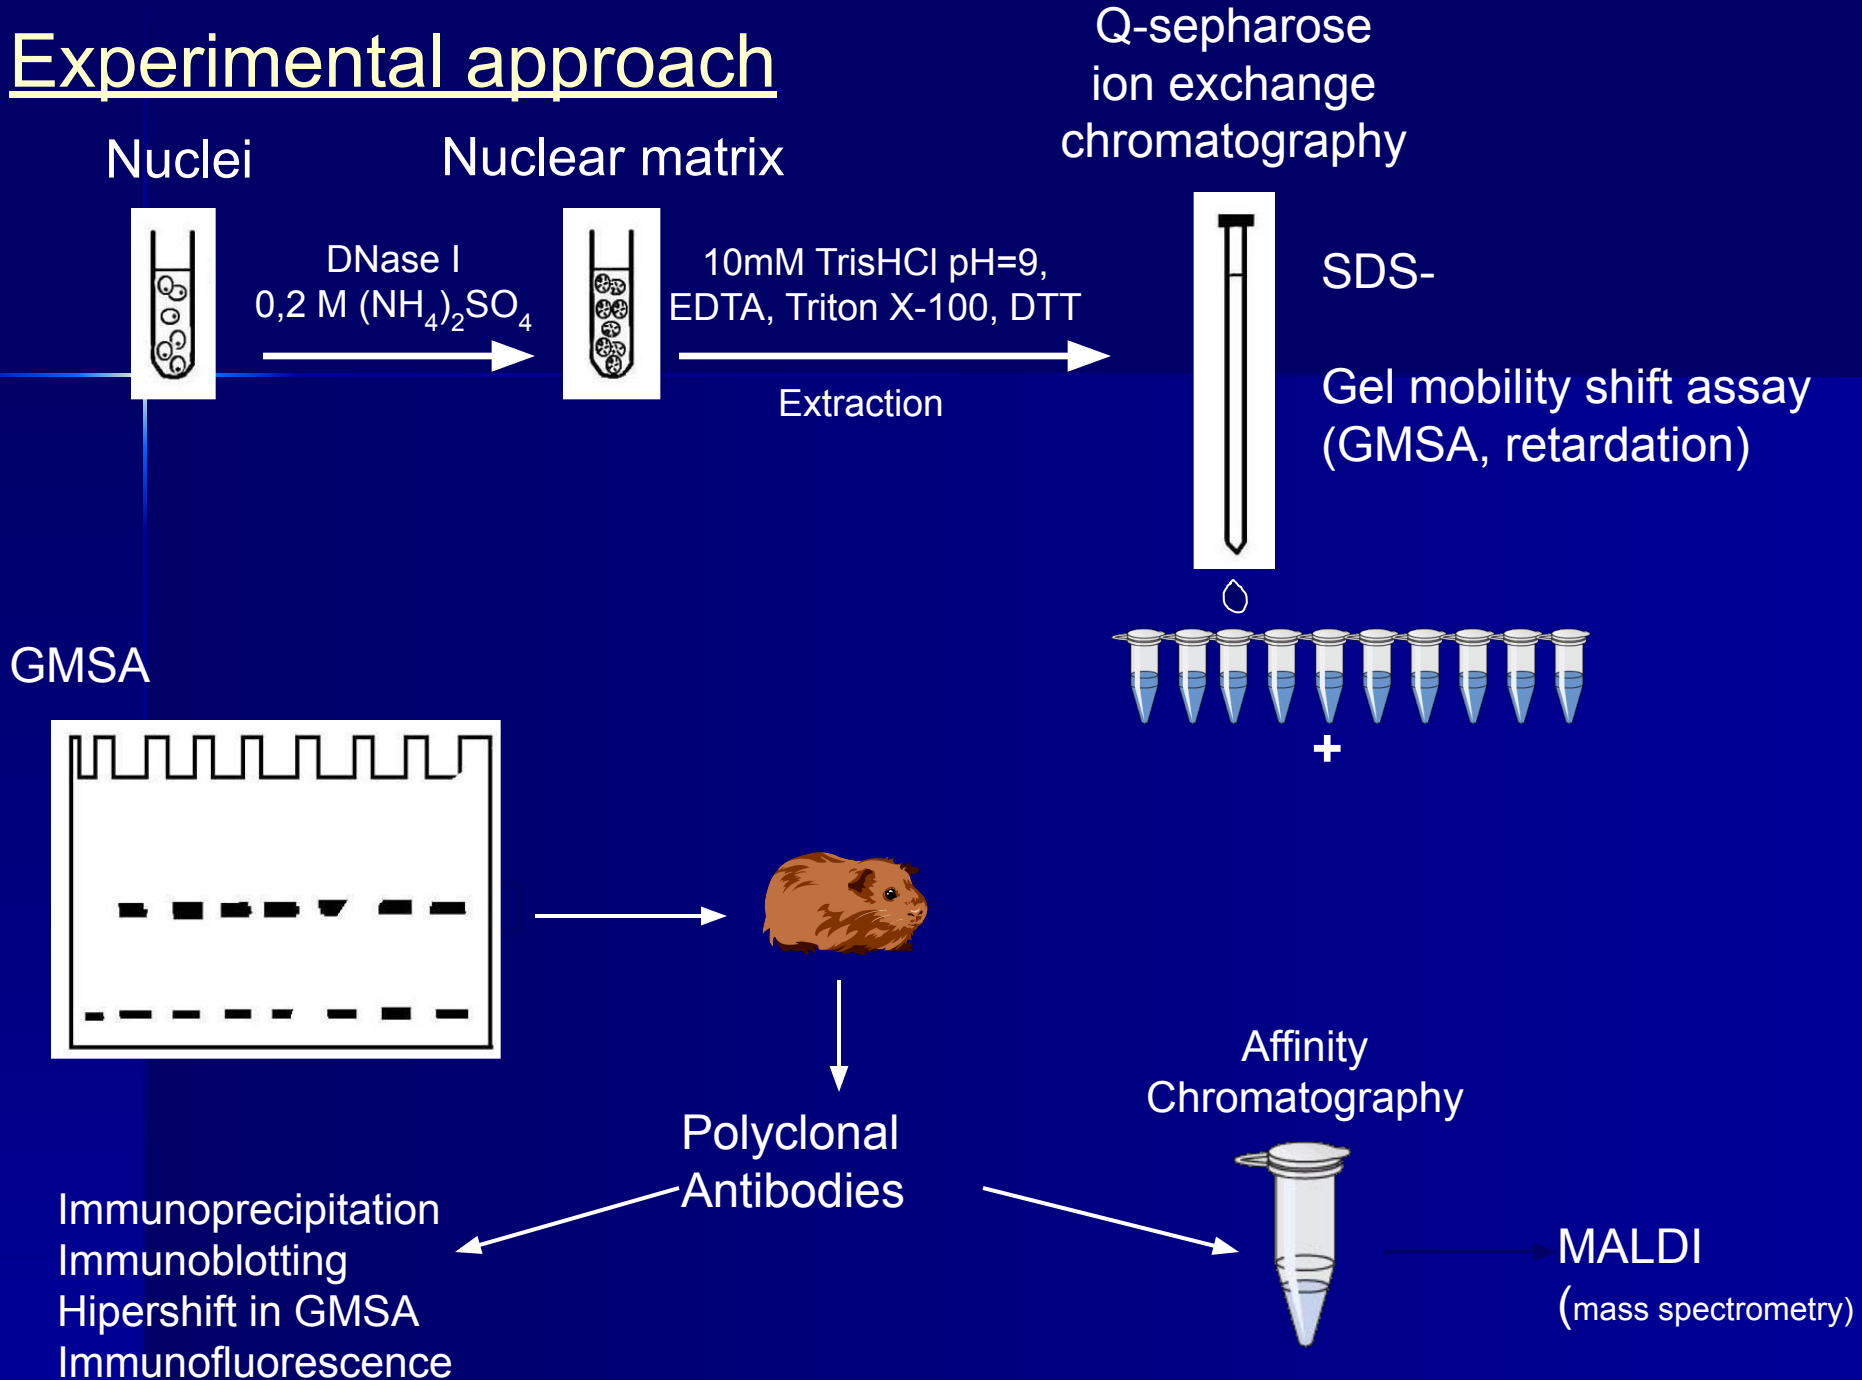 Experimental approach
Nuclei
Nuclear matrix
Q-sepharose
ion exchange
chromatography
DNase I
0,2 M (NH₄)₂SO₄
10mM TrisHCl pH=9,
EDTA, Triton X-100, DTT
Extraction
SDS-
Gel mobility shift assay
(GMSA, retardation)
+
GMSA
Polyclonal
Antibodies
Affinity
Chromatography
Immunoprecipitation
Immunoblotting
Hipershift in GMSA
Immunofluorescence
MALDI
(mass spectrometry)